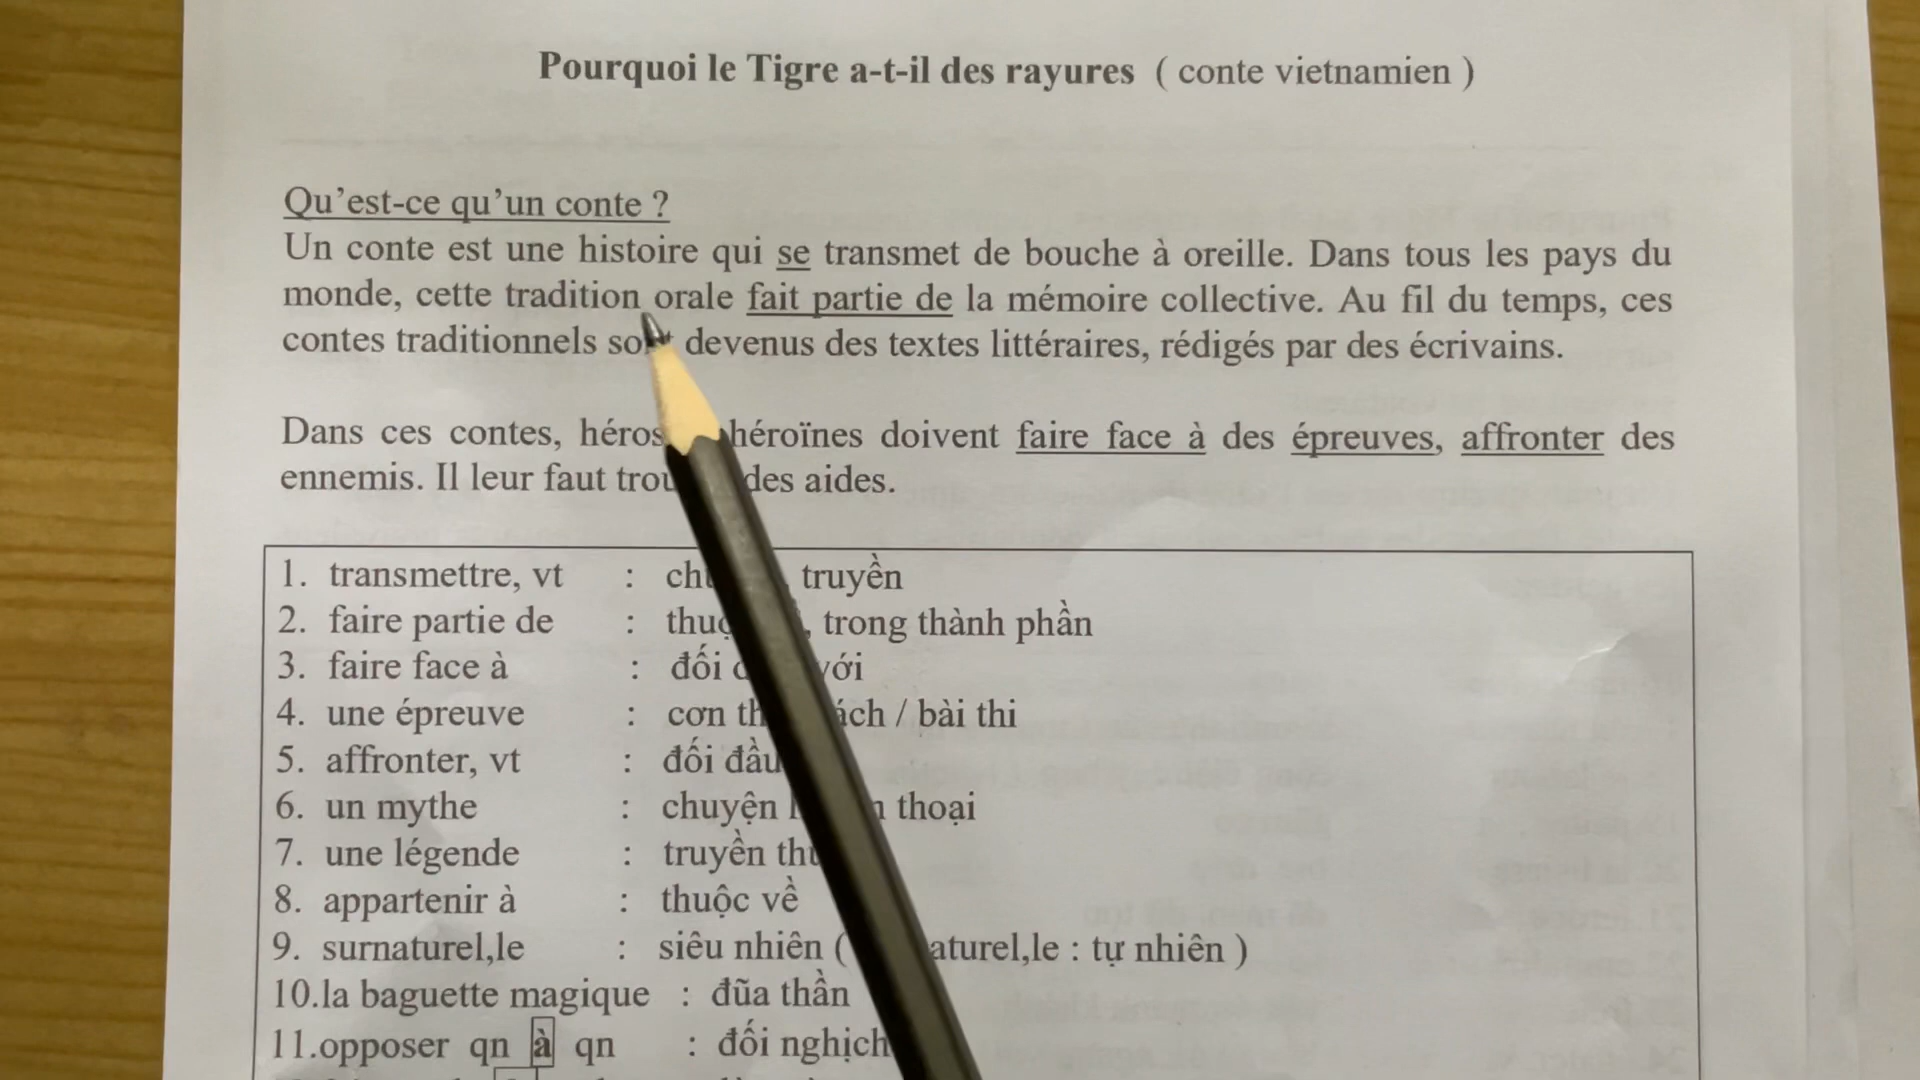 Pourquoi le Tigre a-t-il des rayures ( conte vietnamien )
Qu’est-ce qu’un conte ?
Un conte est une histoire qui se transmet de bouche à oreille. Dans tous les pays du
monde, cette tradition orale fait partie de la mémoire collective. Au fil du temps, ces
contes traditionnels sont devenus des textes littéraires, rédigés par des écrivains.
Dans ces contes, héros héroïnes doivent faire face à des épreuves, affronter des
ennemis. Il leur faut des aides.
1. transmettre, vt : truyền
2. faire partie de : , trong thành phần
3. faire face à : đối với
4. une épreuve : cơn / bài thi
5. affronter, vt : đối đầu
6. un mythe : chuyện thoại
7. une légende : truyền
8. appartenir à : thuộc về
9. surnaturel,le : siêu nhiên ( naturel,le : tự nhiên )
10.la baguette magique : đũa thần
11.opposer qn à qn : đối nghịch